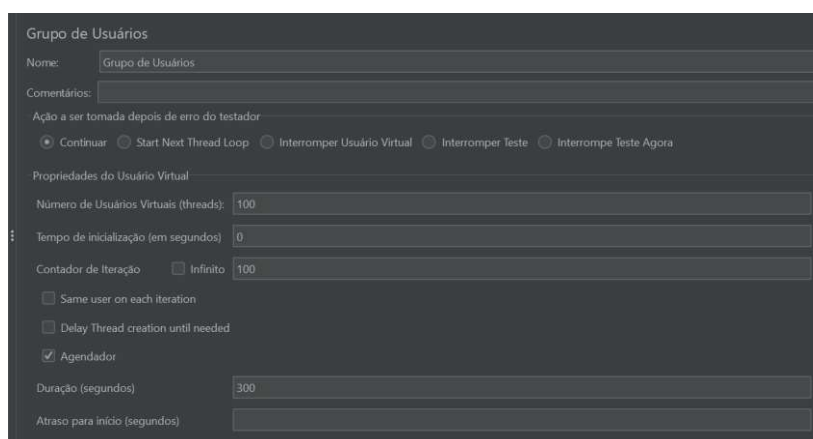 Grupo de Usuários
Nome: Grupo de Usuários
Comentários:
Ação a ser tomada depois de erro do testador
Continuar Start Next Thread Loop Interromper Usuário Virtual Interromper Teste Interrompe Teste Agora
Propriedades do Usuário Virtual
Número de Usuários Virtuais (threads): 100
Tempo de inicialização (em segundos) 0
Contador de Iteração Infinito 100
Same user on each iteration
Delay Thread creation until needed
Agendador
Duração (segundos) 300
Atraso para início (segundos)